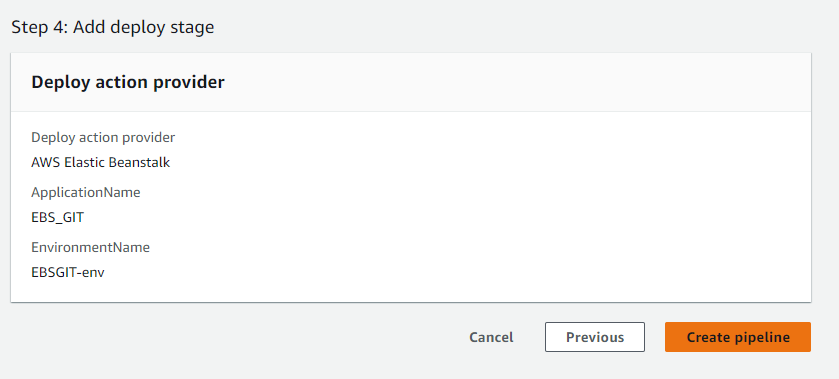 Step 4: Add deploy stage
Deploy action provider
Deploy action provider
AWS Elastic Beanstalk
ApplicationName
EBS_GIT
EnvironmentName
EBSGIT-env
Cancel
Previous
Create pipeline